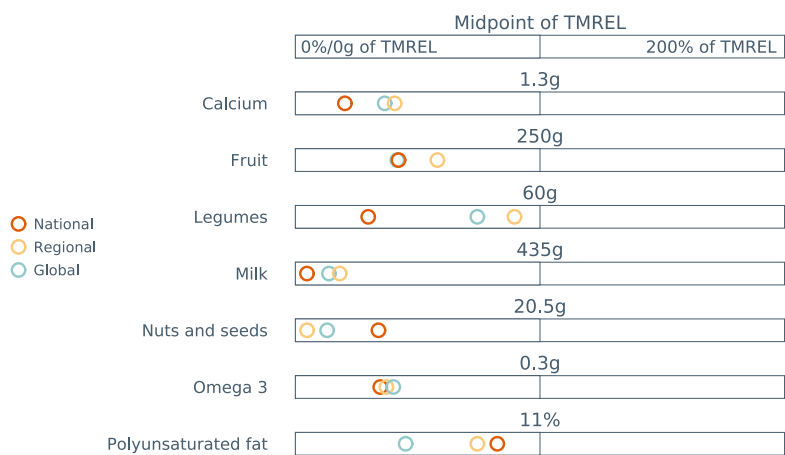 Midpoint of TMREL
0%/0g of TMREL 200% of TMREL
1.3g
Calcium
250g
Fruit
60g
Legumes
National
Regional
Global
435g
Milk
20.5g
Nuts and seeds
0.3g
Omega 3
11%
Polyunsaturated fat